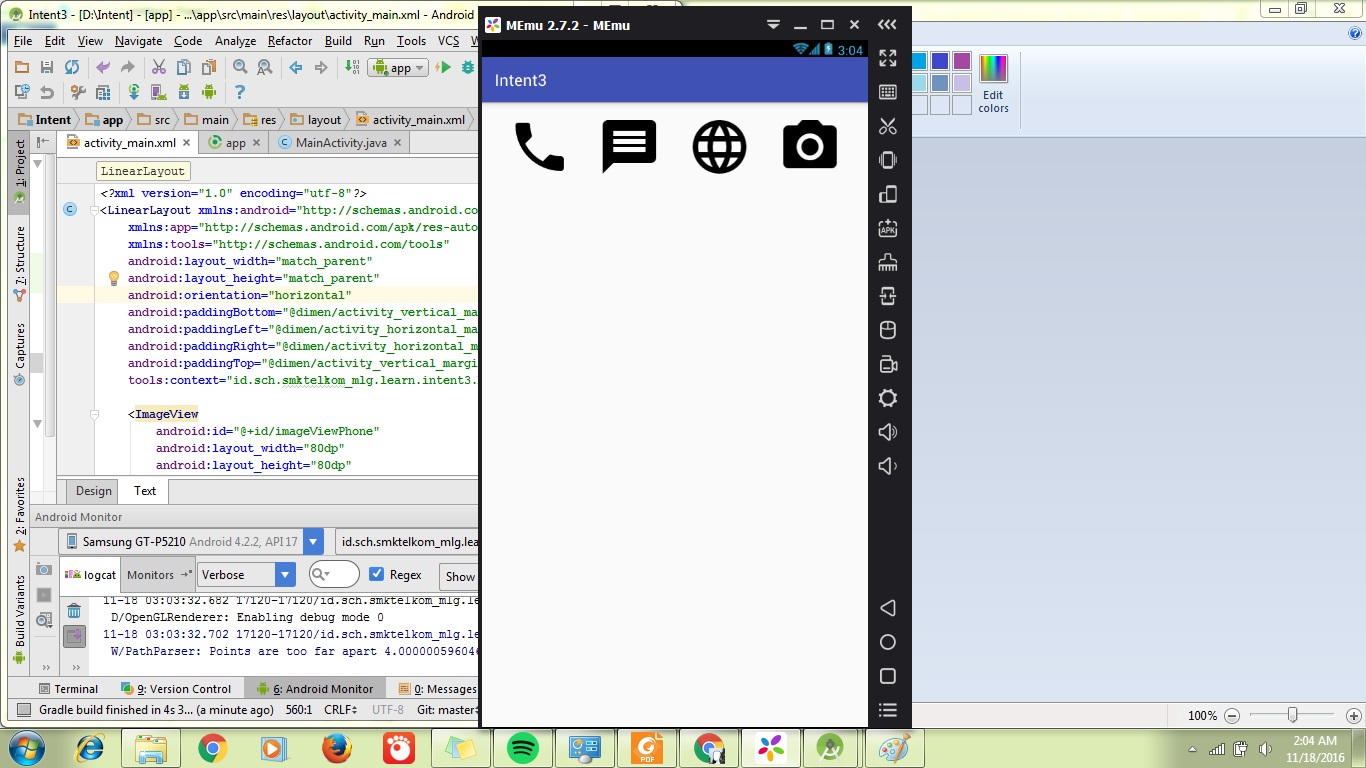 Intent3 - [D:\Intent] - [app] - ...\app\src\main\res\layout\activity_main.xml - Android
File Edit View Navigate Code Analyze Refactor Build Run Tools VCS
app
Intent app src main res layout activity_main.xml
activity_main.xml app MainActivity.java
LinearLayout
<?xml version="1.0" encoding="utf-8"?>
<LinearLayout xmlns:android="http://schemas.android.co
xmlns:app="http://schemas.android.com/apk/res-auto
xmlns:tools="http://schemas.android.com/tools"
android:layout_width="match_parent"
android:layout_height="match_parent"
android:orientation="horizontal"
android:paddingBottom="@dimen/activity_vertical_ma
android:paddingLeft="@dimen/activity_horizontal_ma
android:paddingRight="@dimen/activity_horizontal_m
android:paddingTop="@dimen/activity_vertical_margi
tools:context="id.sch.smktelkom_mlg.learn.intent3.
<ImageView
android:id="@+id/imageViewPhone"
android:layout_width="80dp"
android:layout_height="80dp"
Design Text
1: Project
7: Structure
Captures
2: Favorites
Build Variants
Android Monitor
Samsung GT-P5210 Android 4.2.2, API 17
id.sch.smktelkom_mlg.lea
logcat Monitors Verbose Regex Show
11-18 03:03:32.682 17120-17120/id.sch.smktelkom_mlg.le
D/OpenGLRenderer: Enabling debug mode 0
11-18 03:03:32.702 17120-17120/id.sch.smktelkom_mlg.le
W/PathParser: Points are too far apart 4.000000596046
Terminal 9: Version Control 6: Android Monitor 0: Messages
Gradle build finished in 4s 3... (a minute ago) 560:1 CRLF UTF-8 Git: master
MEmu 2.7.2 - MEmu
3:04
Intent3
APK
Edit
colors
100%
PDF
2:04 AM
11/18/2016